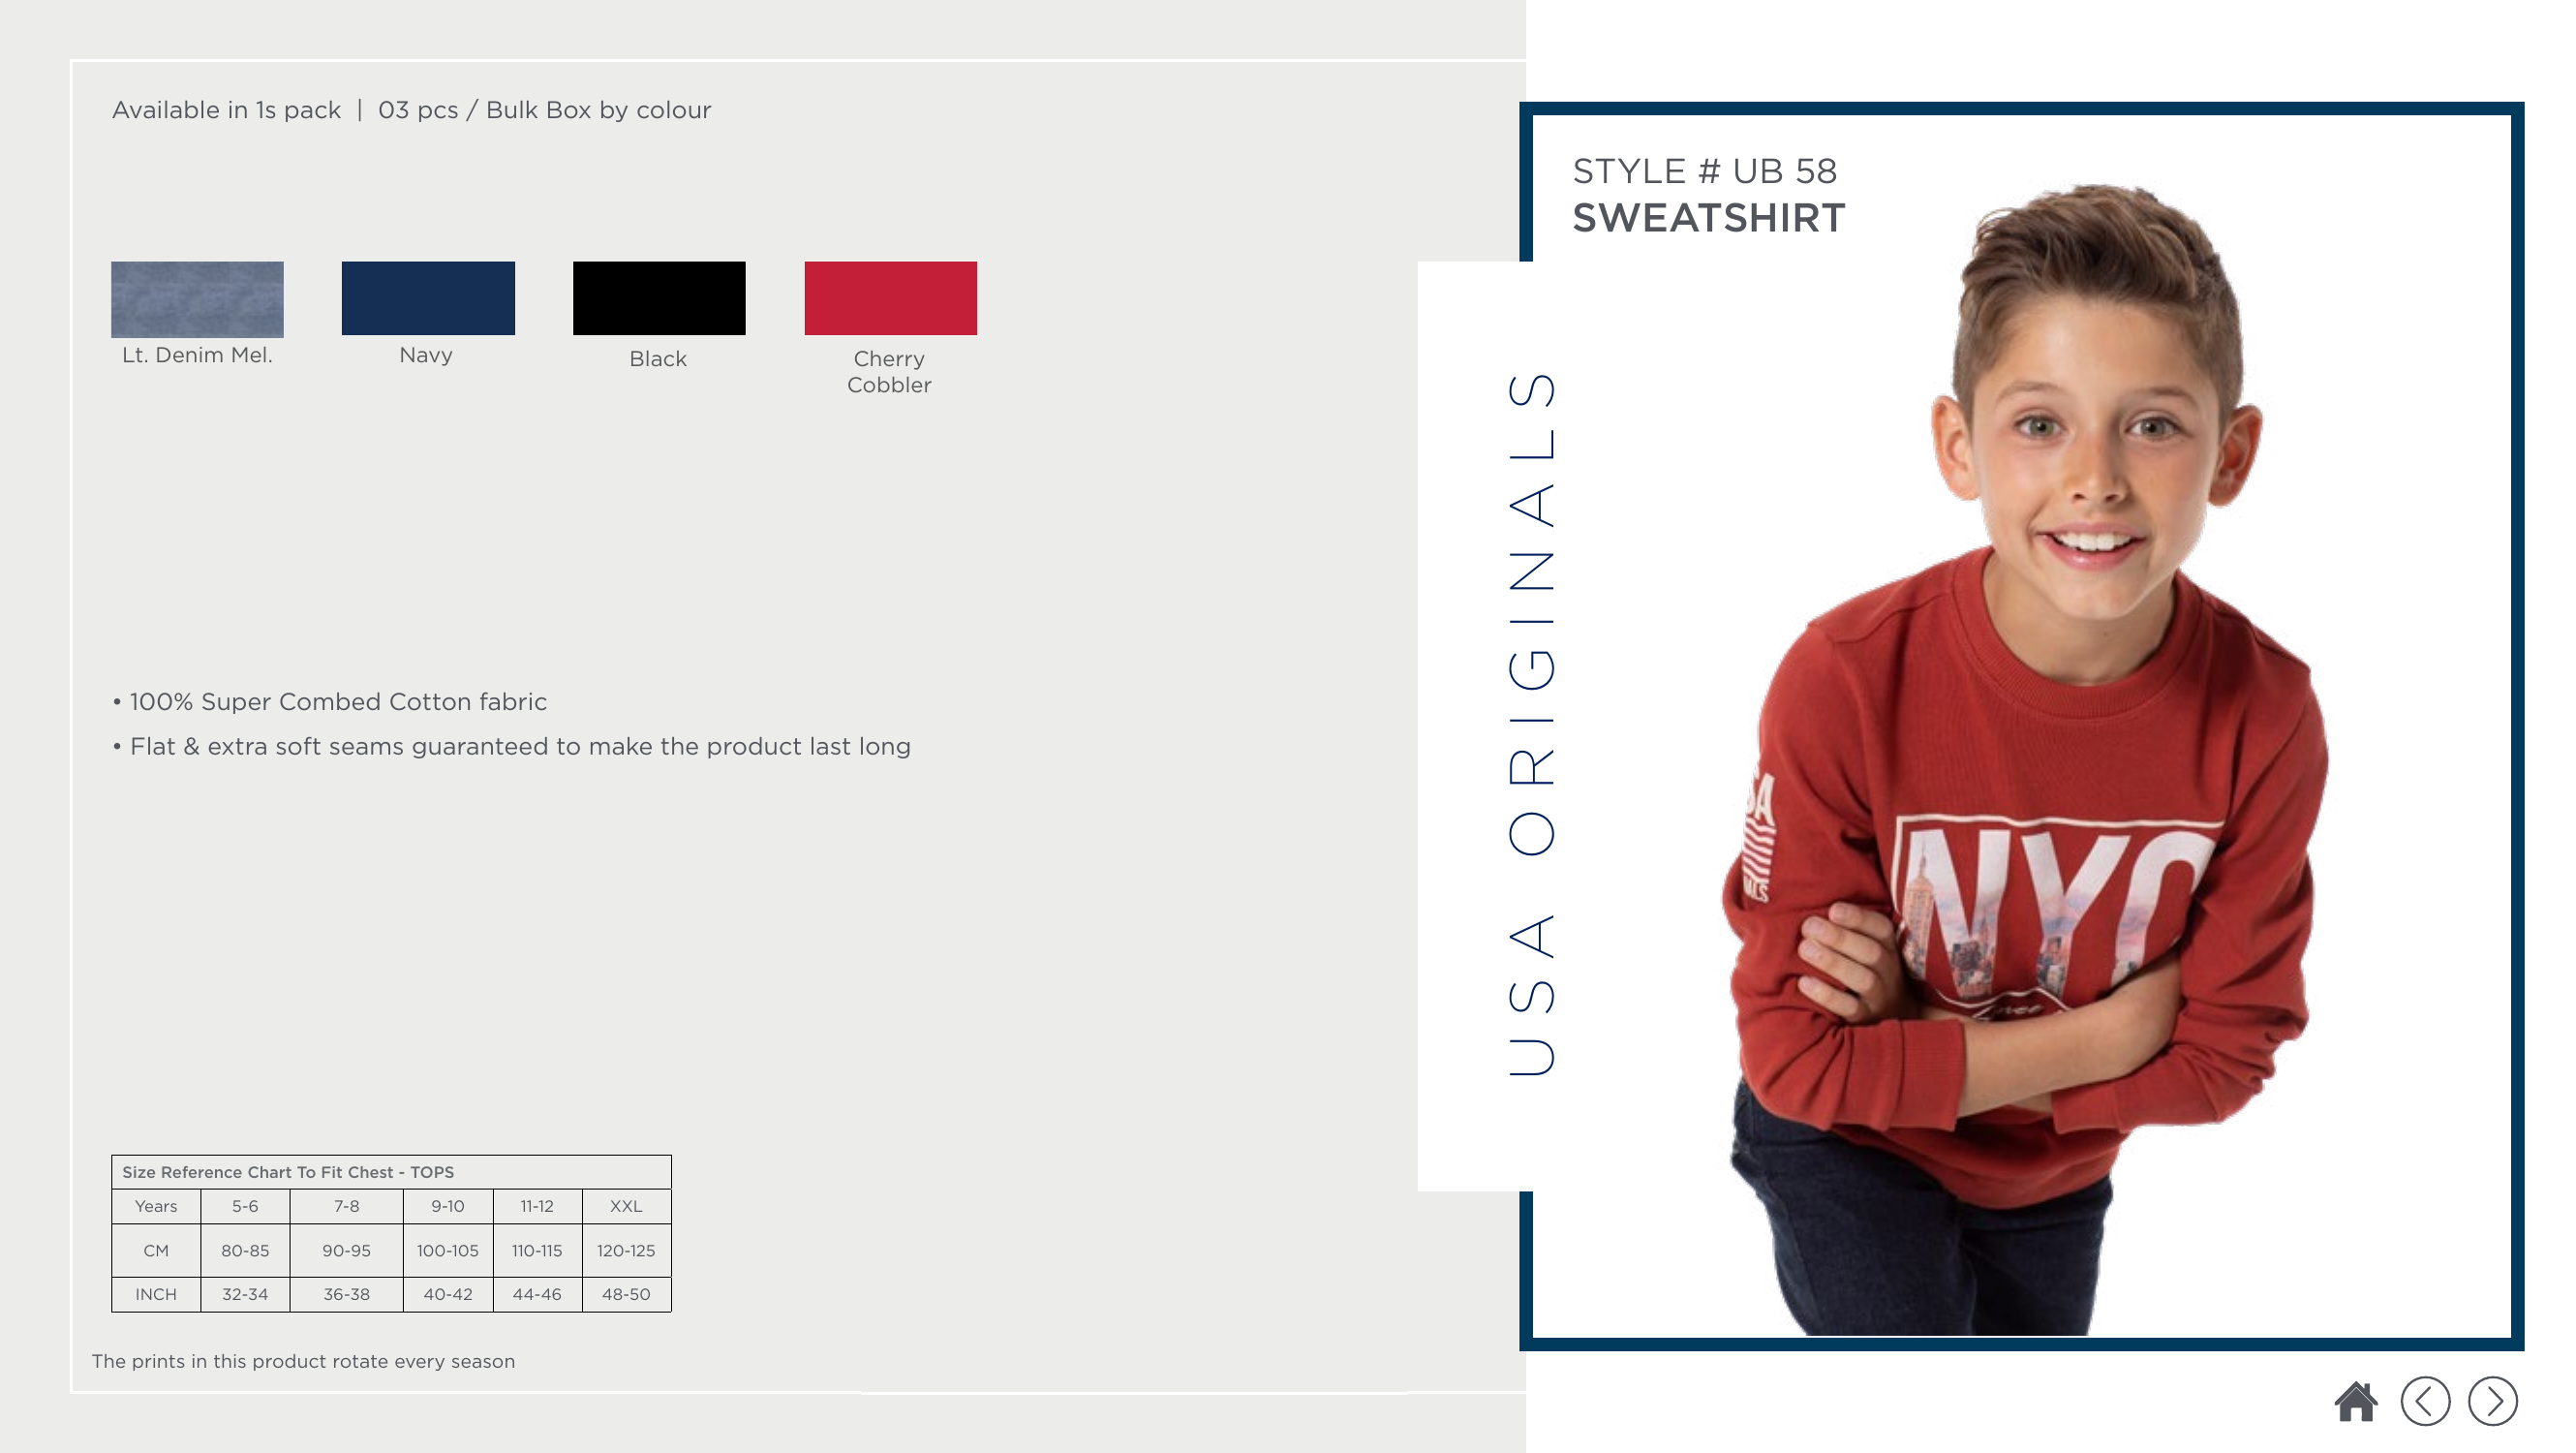 Available in 1s pack | 03 pcs / Bulk Box by colour
Lt. Denim Mel.
Navy
Black
Cherry
Cobbler
• 100% Super Combed Cotton fabric
• Flat & extra soft seams guaranteed to make the product last long
Size Reference Chart To Fit Chest - TOPS
Years 5-6 7-8 9-10 11-12 XXL
CM 80-85 90-95 100-105 110-115 120-125
INCH 32-34 36-38 40-42 44-46 48-50
The prints in this product rotate every season
STYLE # UB 58
SWEATSHIRT
USA ORIGINALS
NYC